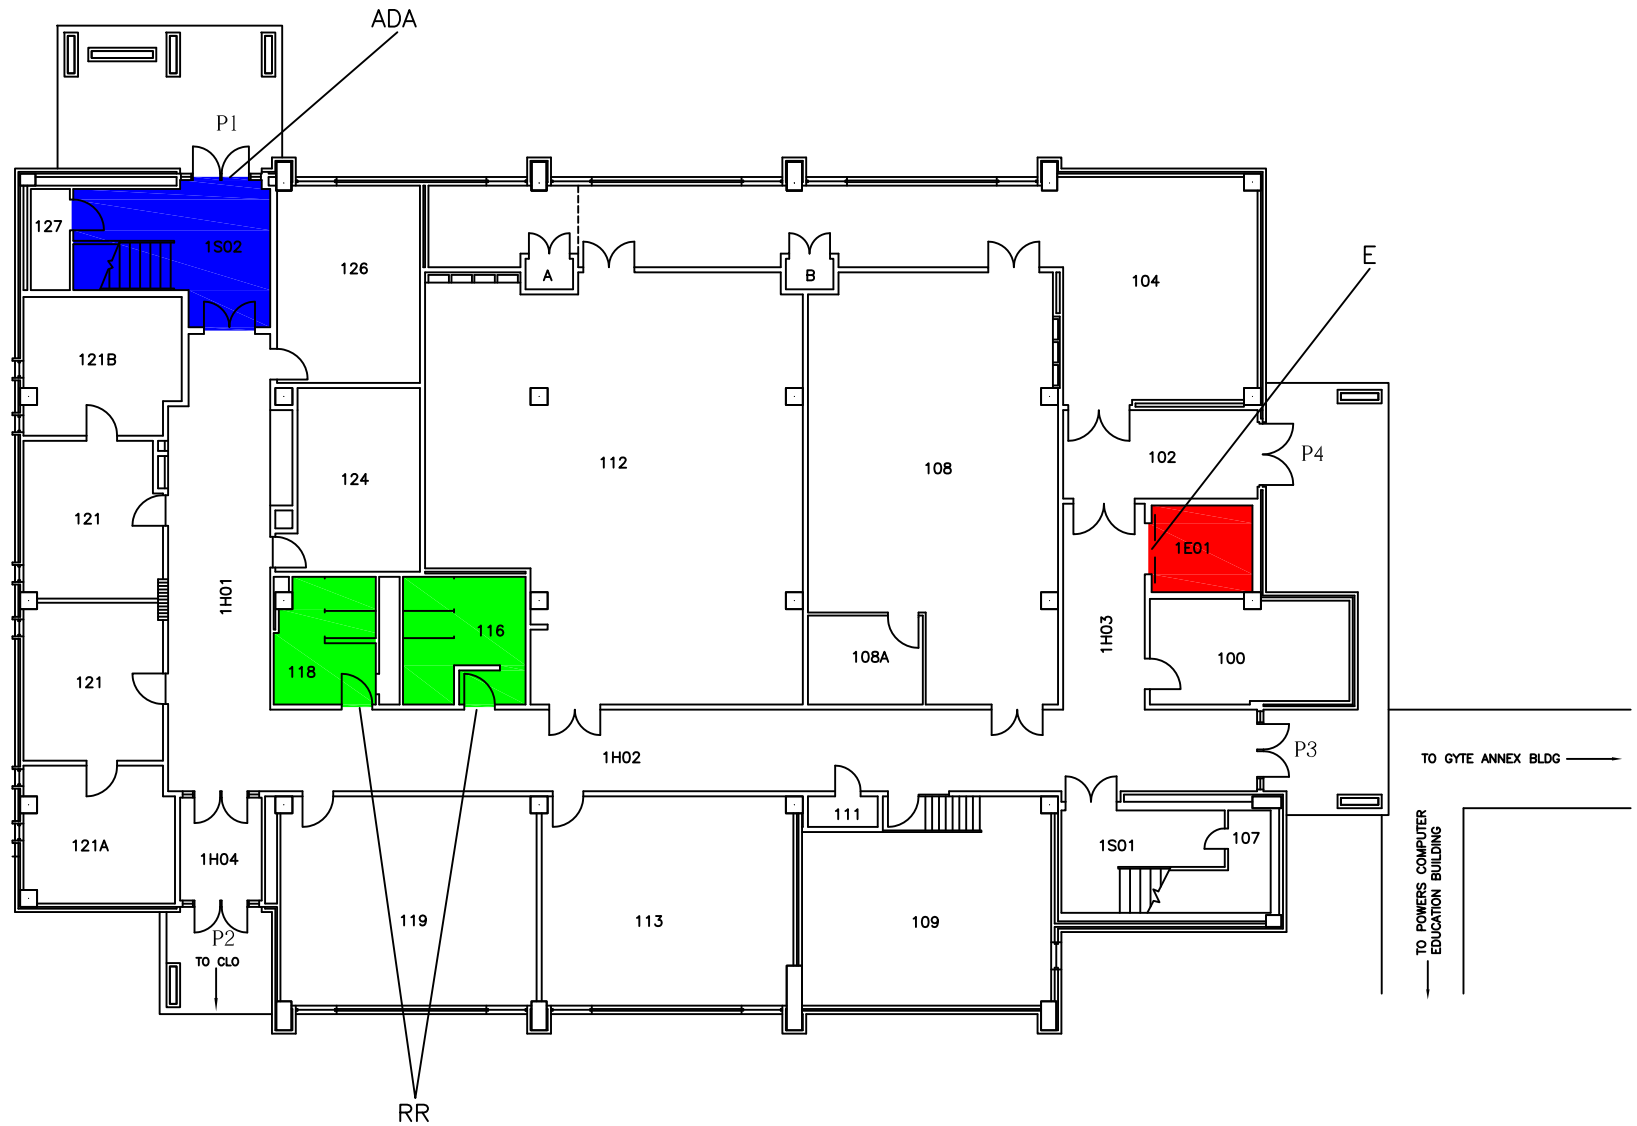 ADA
P1
127
1S02
126
A
B
104
E
121B
124
112
108
102
P4
121
1E01
1H01
116
118
1H03
108A
100
121
1H02
P3
TO GYTE ANNEX BLDG
111
1S01
107
121A
1H04
TO POWERS COMPUTER
EDUCATION BUILDING
119
113
109
P2
TO CLO
RR